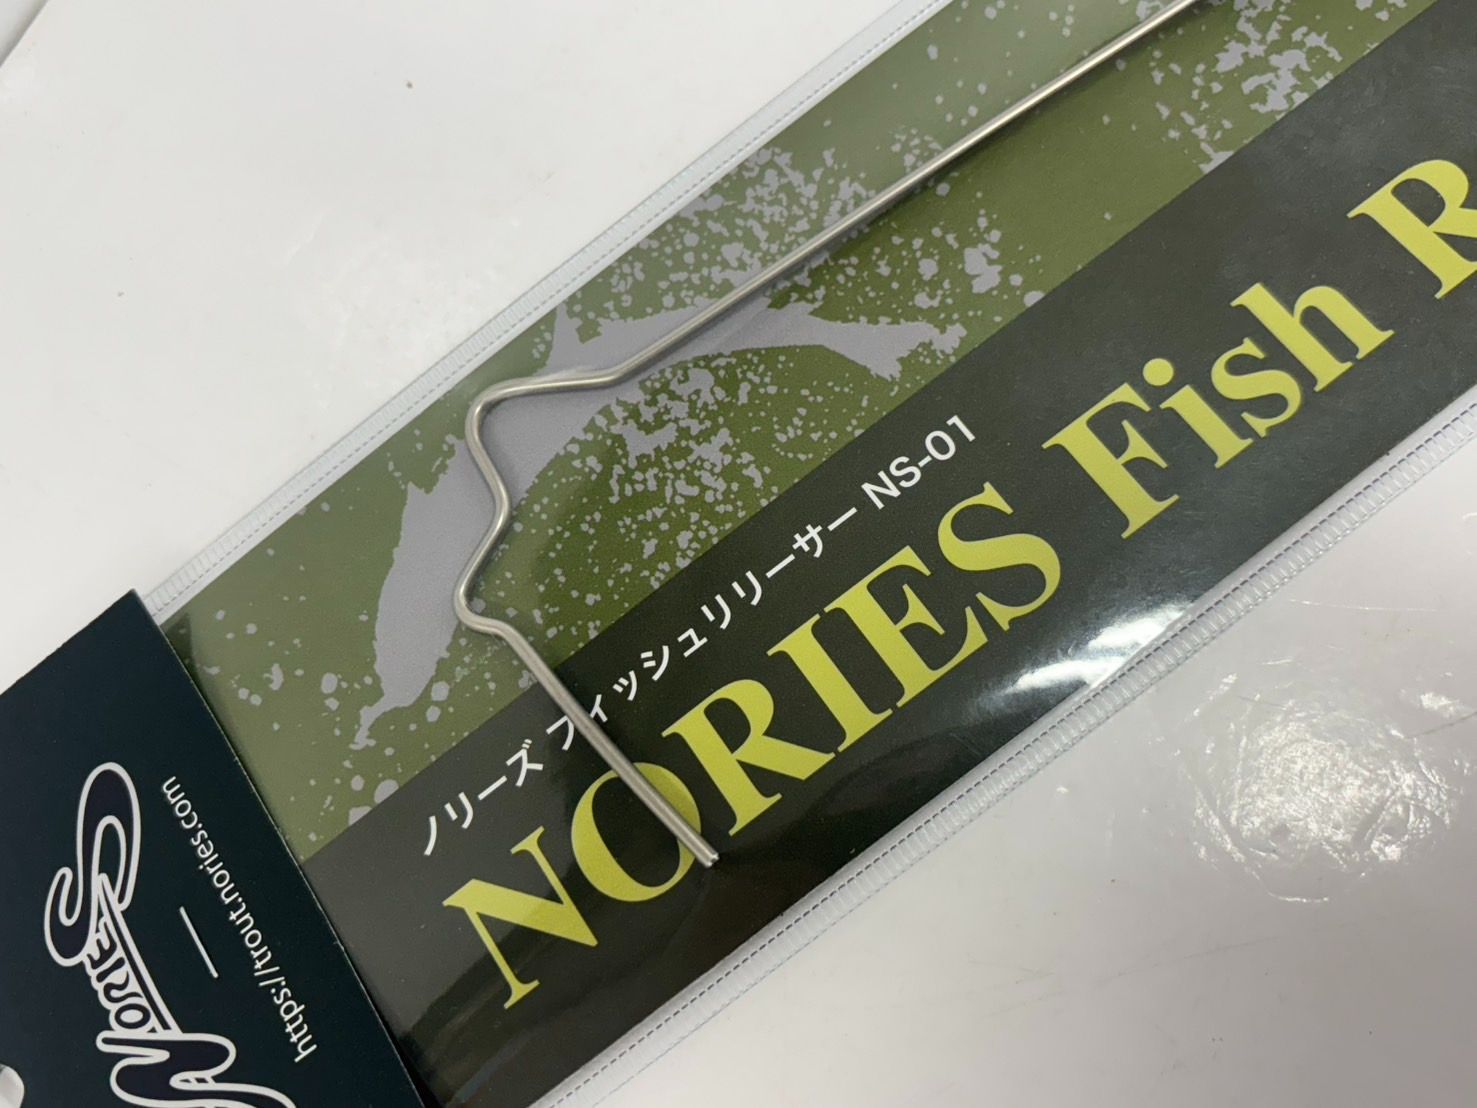 ノリーズ フィッシュリリーサー NS-01
NORIES Fish R
NORIES
https://trout.nories.com